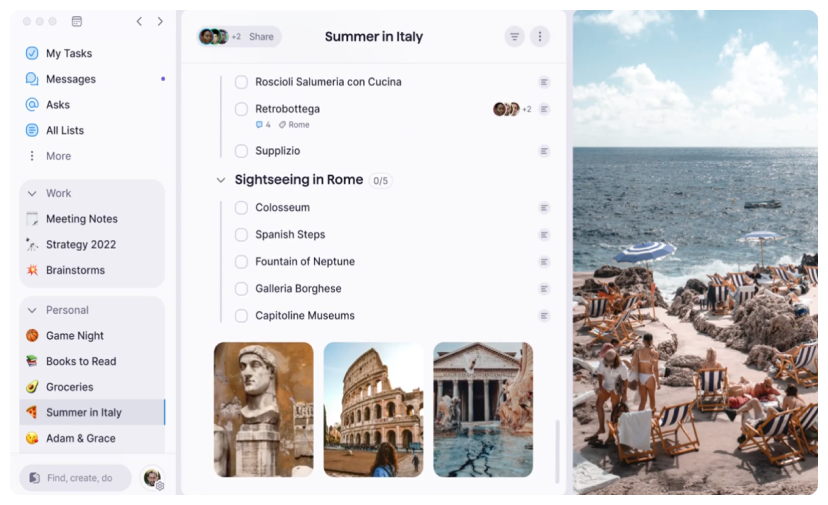 My Tasks
Messages
Asks
All Lists
More
Work
Meeting Notes
Strategy 2022
Brainstorms
Personal
Game Night
Books to Read
Groceries
Summer in Italy
Adam & Grace
Find, create, do
+2 Share
Summer in Italy
Roscioli Salumeria con Cucina
Retrobottega
+2
4 Rome
Supplizio
Sightseeing in Rome 0/5
Colosseum
Spanish Steps
Fountain of Neptune
Galleria Borghese
Capitoline Museums